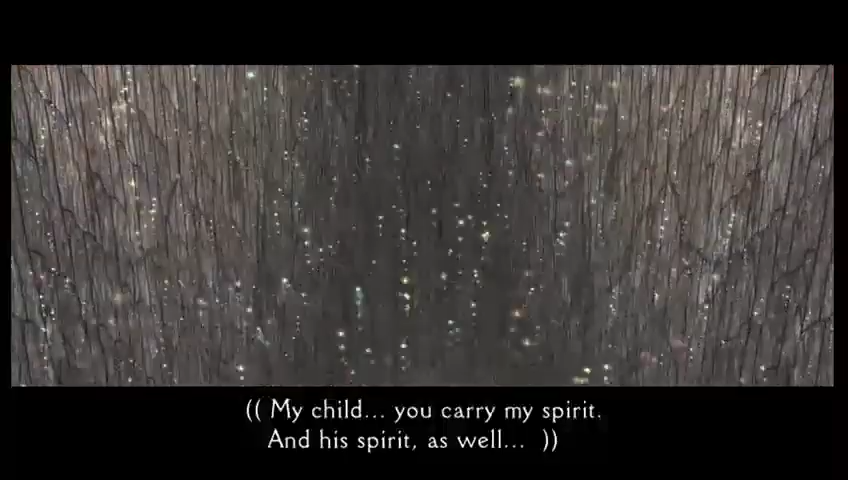 (( My child... you carry my spirit.
And his spirit, as well... ))